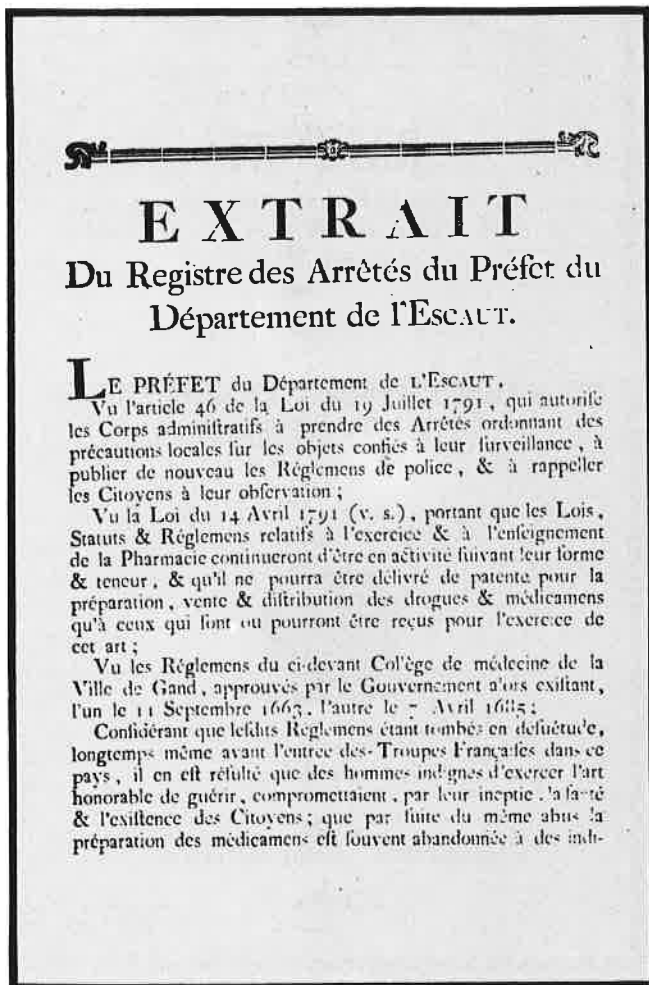 EXTRAIT
Du Registre des Arrêtés du Préfet du
Département de l'ESCAUT.
LE PRÉFET du Département de L'ESCAUT.
Vu l'article 46 de la Loi du 19 Juillet 1791, qui autoriſe
les Corps adminiſtratifs à prendre des Arrêtés ordonnant des
précautions locales ſur les objets confiés à leur ſurveillance, à
publier de nouveau les Réglemens de police, & à rappeller
les Citoyens à leur obſervation;
Vu la Loi du 14 Avril 1791 (v. s.), portant que les Lois,
Statuts & Réglemens relatifs à l'exercice & à l'enſeignement
de la Pharmacie continueront d'être en activité ſuivant leur forme
& teneur, & qu'il ne pourra être délivré de patente pour la
préparation, vente & diſtribution des drogues & médicamens
qu'à ceux qui ſont ou pourront être reçus pour l'exercice de
cet art;
Vu les Réglemens du ci-devant Collège de médecine de la
Ville de Gand, approuvés par le Gouvernement alors exiſtant,
l'un le 11 Septembre 1663, l'autre le 7 Avril 1685;
Conſidérant que leſdits Réglemens étant tombés en deſuétude,
longtemps même avant l'entrée des Troupes Françaiſes dans ce
pays, il en eſt réſulté que des hommes indignes d'exercer l'art
honorable de guérir, compromettaient, par leur ineptie, la ſanté
& l'exiſtence des Citoyens; que par ſuite du même abus la
préparation des médicamens eſt ſouvent abandonnée à des indi-